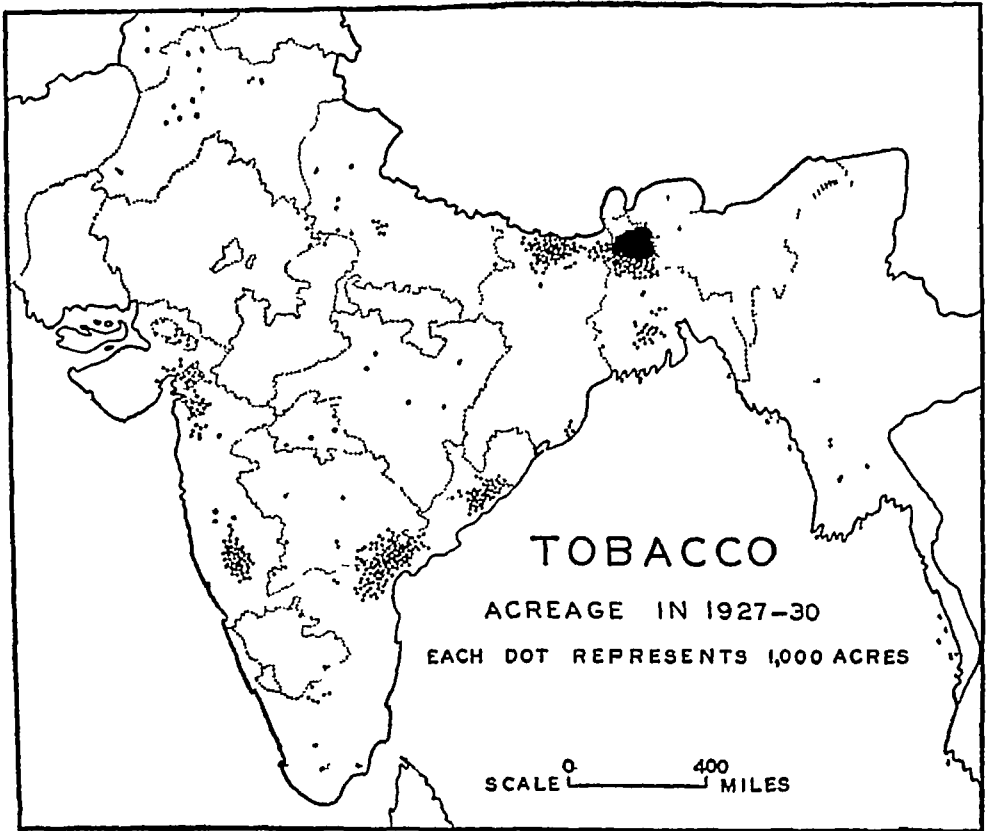 TOBACCO
ACREAGE IN 1927–30
EACH DOT REPRESENTS 1,000 ACRES
0 400
SCALE MILES